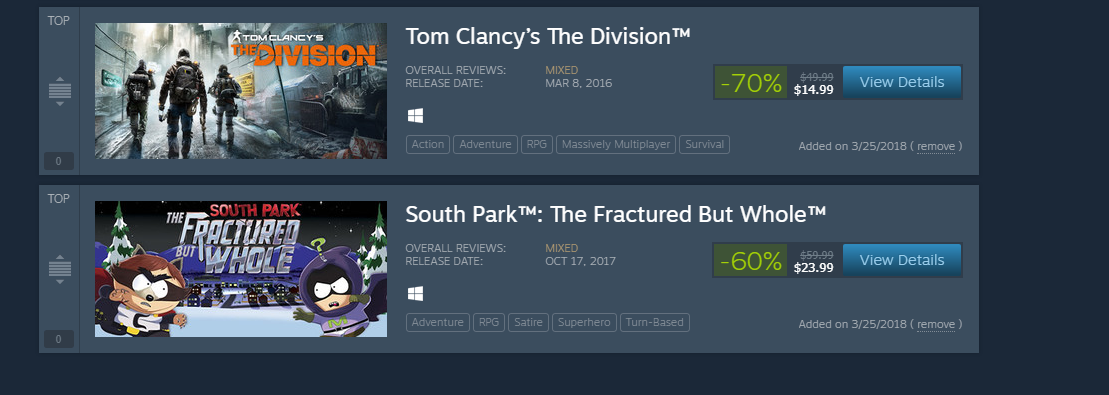 TOP
TOM CLANCY'S
THE DIVISION
Tom Clancy's The Division™
OVERALL REVIEWS: MIXED
RELEASE DATE: MAR 8, 2016
-70% $49.99 $14.99 View Details
Action Adventure RPG Massively Multiplayer Survival
Added on 3/25/2018 ( remove )
0
TOP
SOUTH PARK
THE
FRACTURED
BUT
WHOLE
South Park™: The Fractured But Whole™
OVERALL REVIEWS: MIXED
RELEASE DATE: OCT 17, 2017
-60% $59.99 $23.99 View Details
Adventure RPG Satire Superhero Turn-Based
Added on 3/25/2018 ( remove )
0